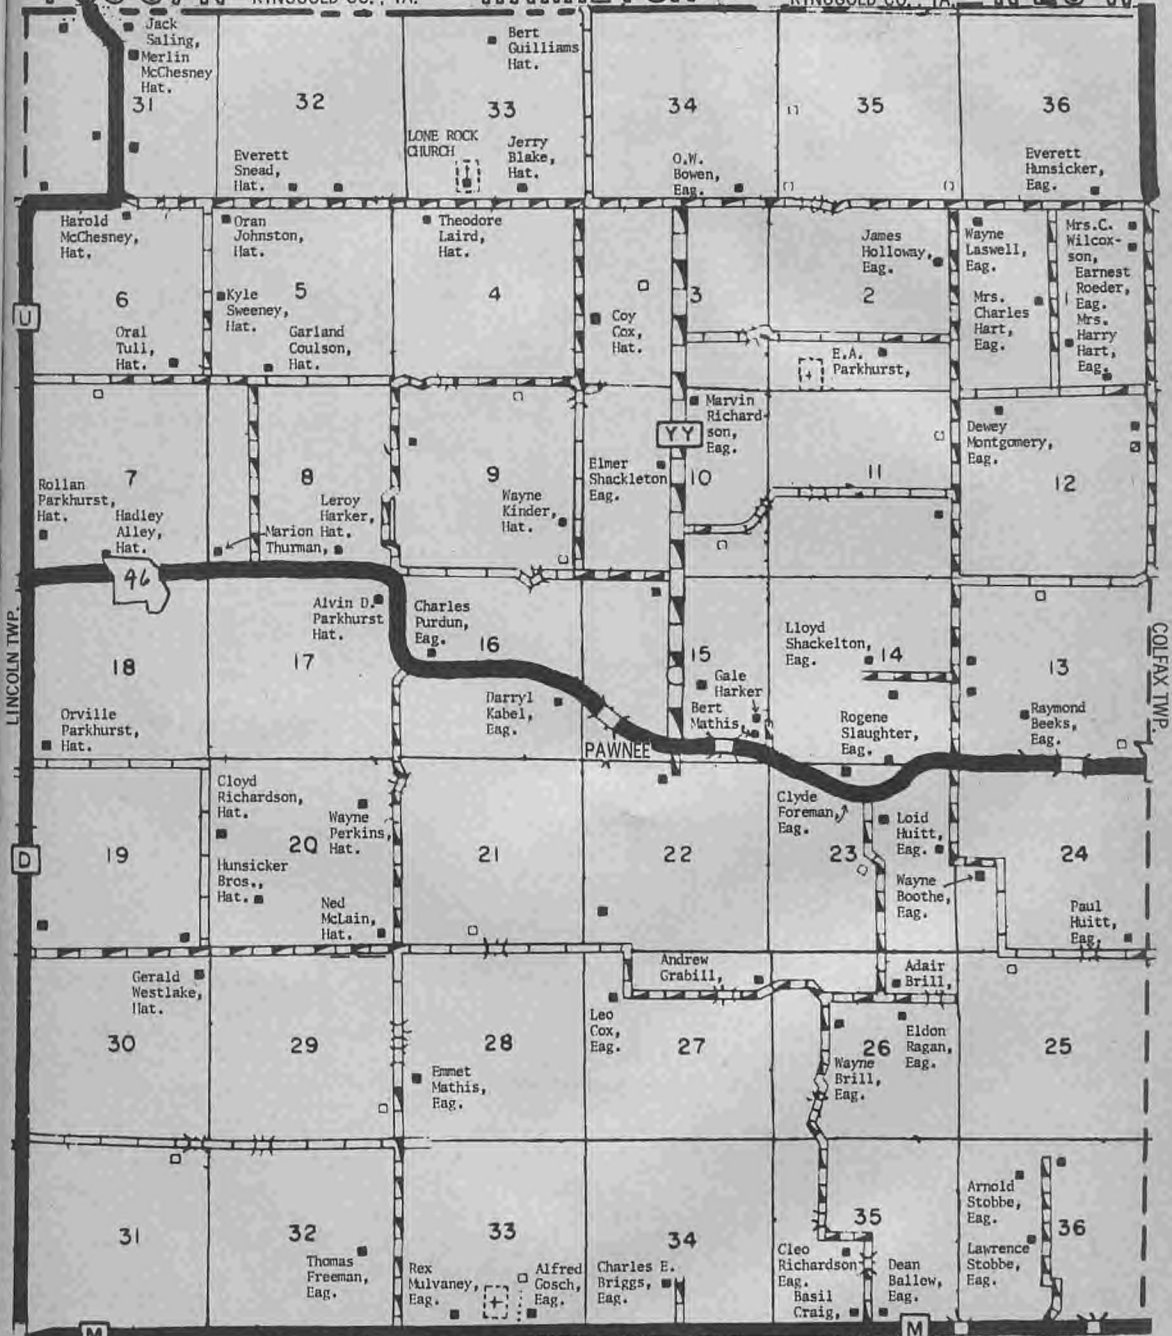 RYNGGOLD CO., IA.
RYNGGOLD CO., IA.
Jack
Saling,
Merlin
McChesney
Hat.
31
32
Everett
Snead,
Hat.
Bert
Guilliams
Hat.
33
LONE ROCK
CHURCH
Jerry
Blake,
Hat.
34
O.W.
Bowen,
Eag.
35
36
Everett
Hunsicker,
Eag.
Harold
McChesney,
Hat.
6
U
Oral
Tull,
Hat.
Oran
Johnston,
Hat.
Kyle
Sweeney,
Hat.
5
Garland
Coulson,
Hat.
Theodore
Laird,
Hat.
4
Coy
Cox,
Hat.
3
James
Holloway,
Eag.
2
E.A.
Parkhurst,
Wayne
Laswell,
Eag.
Mrs.
Charles
Hart,
Eag.
1
Mrs.C.
Wilcox-
son,
Earnest
Roeder,
Eag.
Mrs.
Harry
Hart,
Eag.
7
Rollan
Parkhurst,
Hat.
Hadley
Alley,
Hat.
8
Leroy
Harker,
Hat.
Marion
Thurman,
9
Wayne
Kinder,
Hat.
Elmer
Shackleton
Eag.
Marvin
Richard-
son,
Eag.
YY
10
11
Dewey
Montgomery,
Eag.
12
46
LINCOLN TWP.
18
Orville
Parkhurst,
Hat.
Alvin D.
Parkhurst
Hat.
17
Charles
Purdun,
Eag.
16
Darryl
Kabel,
Eag.
15
Gale
Harker
Bert
Mathis,
PAWNEE
Lloyd
Shackelton,
Eag.
14
Rogene
Slaughter,
Eag.
13
Raymond
Beeks,
Eag.
COLFAX TWP.
D
19
Cloyd
Richardson,
Hat.
Wayne
Perkins,
Hat.
20
Hunsicker
Bros.,
Hat.
Ned
McLain,
Hat.
21
22
Clyde
Foreman,
Eag.
23
Loid
Huitt,
Eag.
Wayne
Boothe,
Eag.
24
Paul
Huitt,
Eag.
Gerald
Westlake,
Hat.
30
29
28
Emmet
Mathis,
Eag.
Andrew
Grabill,
Leo
Cox,
Eag.
27
Adair
Brill,
26
Eldon
Ragan,
Eag.
Wayne
Brill,
Eag.
25
31
32
Thomas
Freeman,
Eag.
33
Rex
Mulvaney,
Eag.
Alfred
Gosch,
Eag.
34
Charles E.
Briggs,
Eag.
35
Cleo
Richardson
Eag.
Basil
Craig,
Dean
Ballew,
Eag.
Arnold
Stobbe,
Eag.
36
Lawrence
Stobbe,
Eag.
M
M